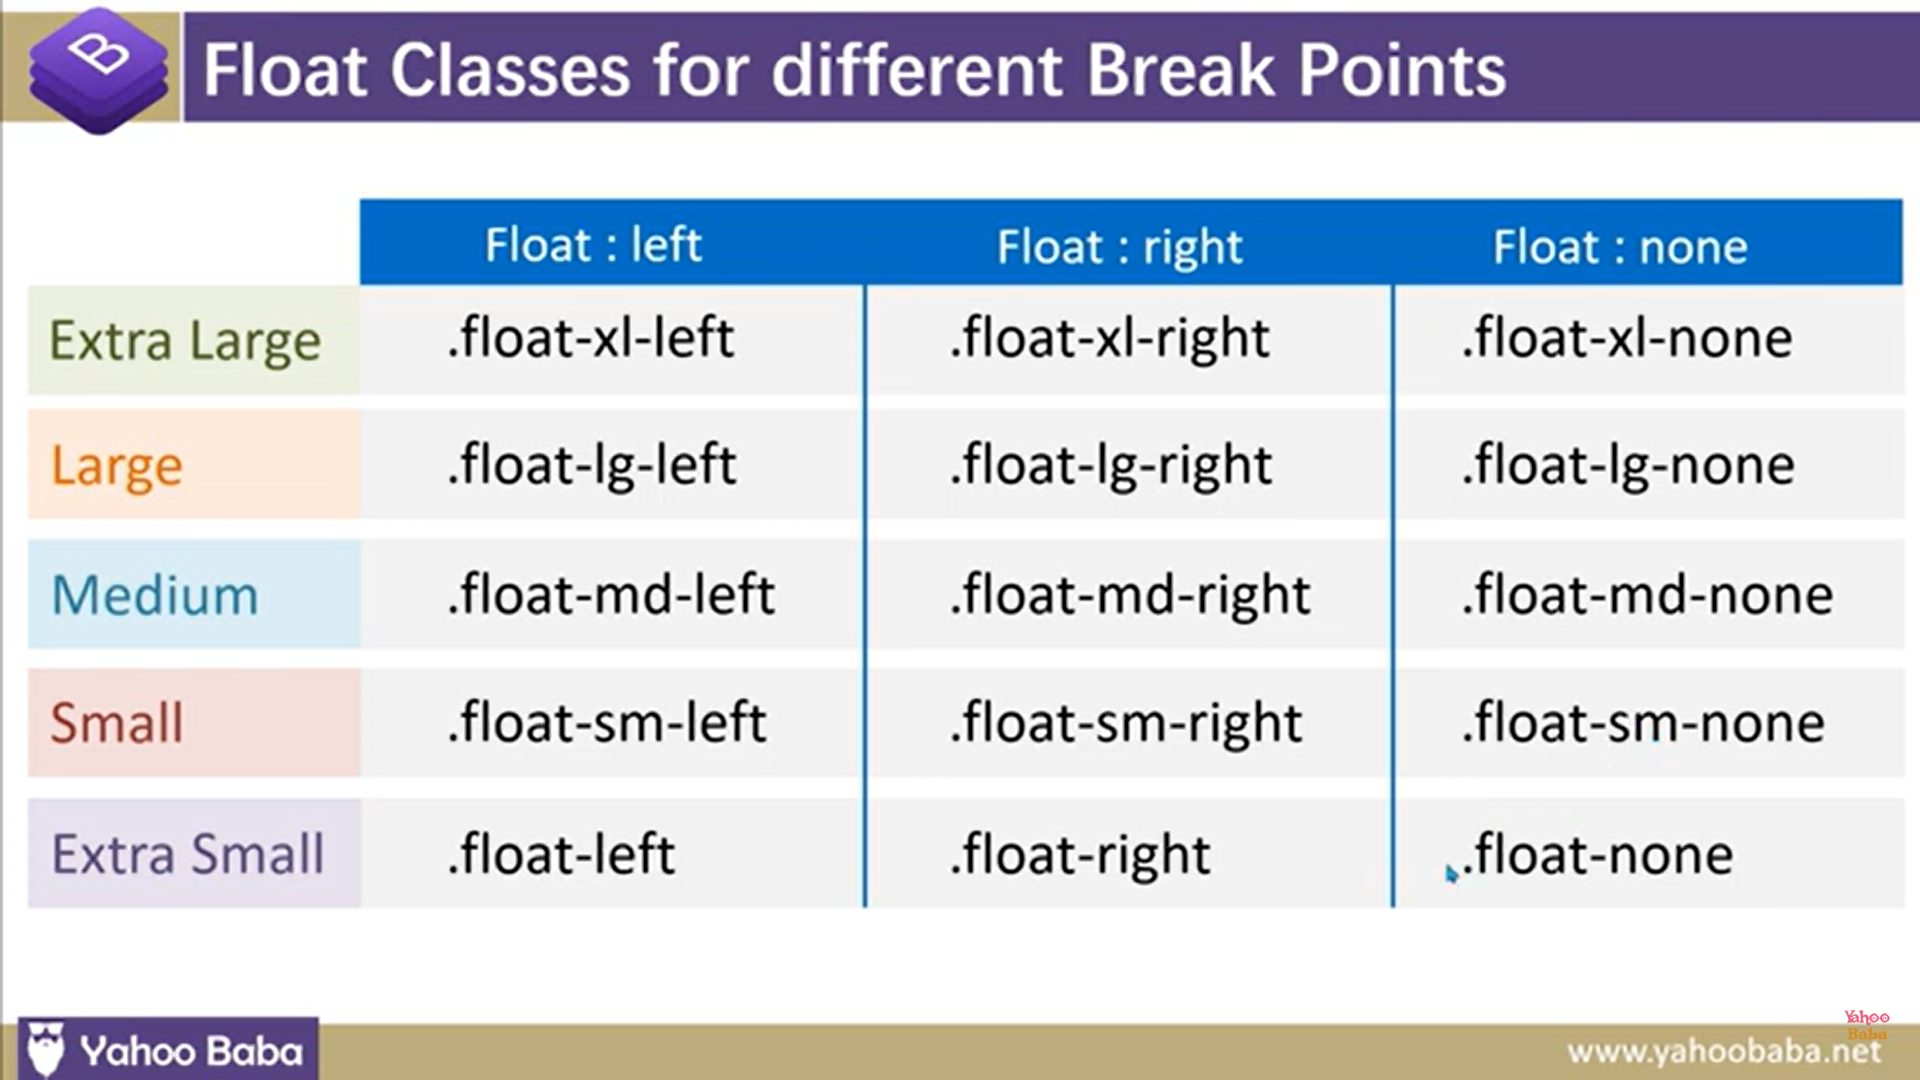 B
Float Classes for different Break Points
Float : left Float : right Float : none
Extra Large .float-xl-left .float-xl-right .float-xl-none
Large .float-lg-left .float-lg-right .float-lg-none
Medium .float-md-left .float-md-right .float-md-none
Small .float-sm-left .float-sm-right .float-sm-none
Extra Small .float-left .float-right .float-none
Yahoo Baba
Yahoo
Baba
www.yahoobaba.net